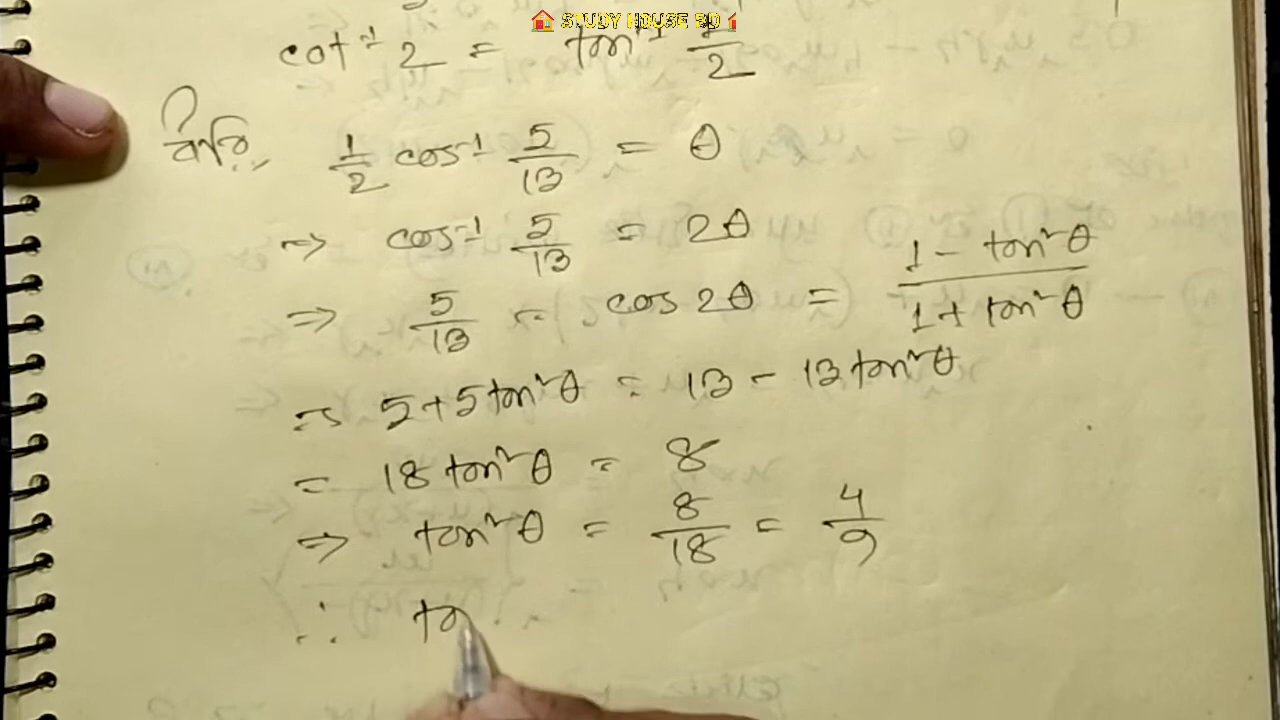 🏠 STUDY HOUSE BD 🏠
cot⁻¹ 2 = tan⁻¹ 1/2
ধরি, 1/2 cos⁻¹ 5/13 = θ
⇒ cos⁻¹ 5/13 = 2θ
⇒ 5/13 = cos 2θ = (1 - tan²θ)/(1 + tan²θ)
⇒ 5 + 5 tan²θ = 13 - 13 tan²θ
= 18 tan²θ = 8
⇒ tan²θ = 8/18 = 4/9
∴ ta